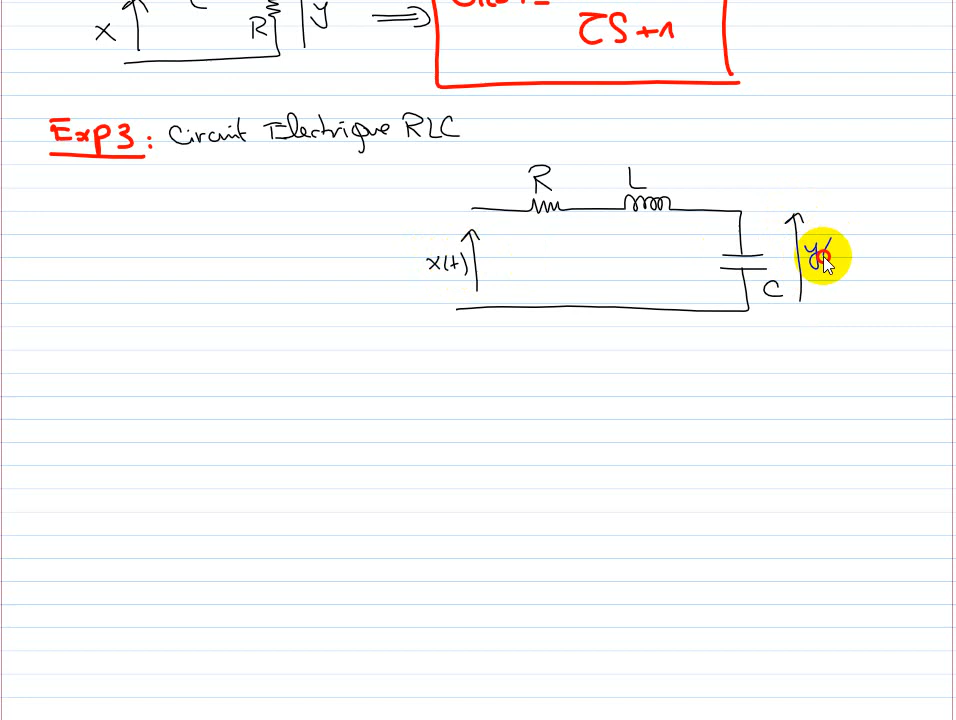 x R y ⟹
τS+1
Exp3: Circuit Electrique RLC
R L
x(t) y
C